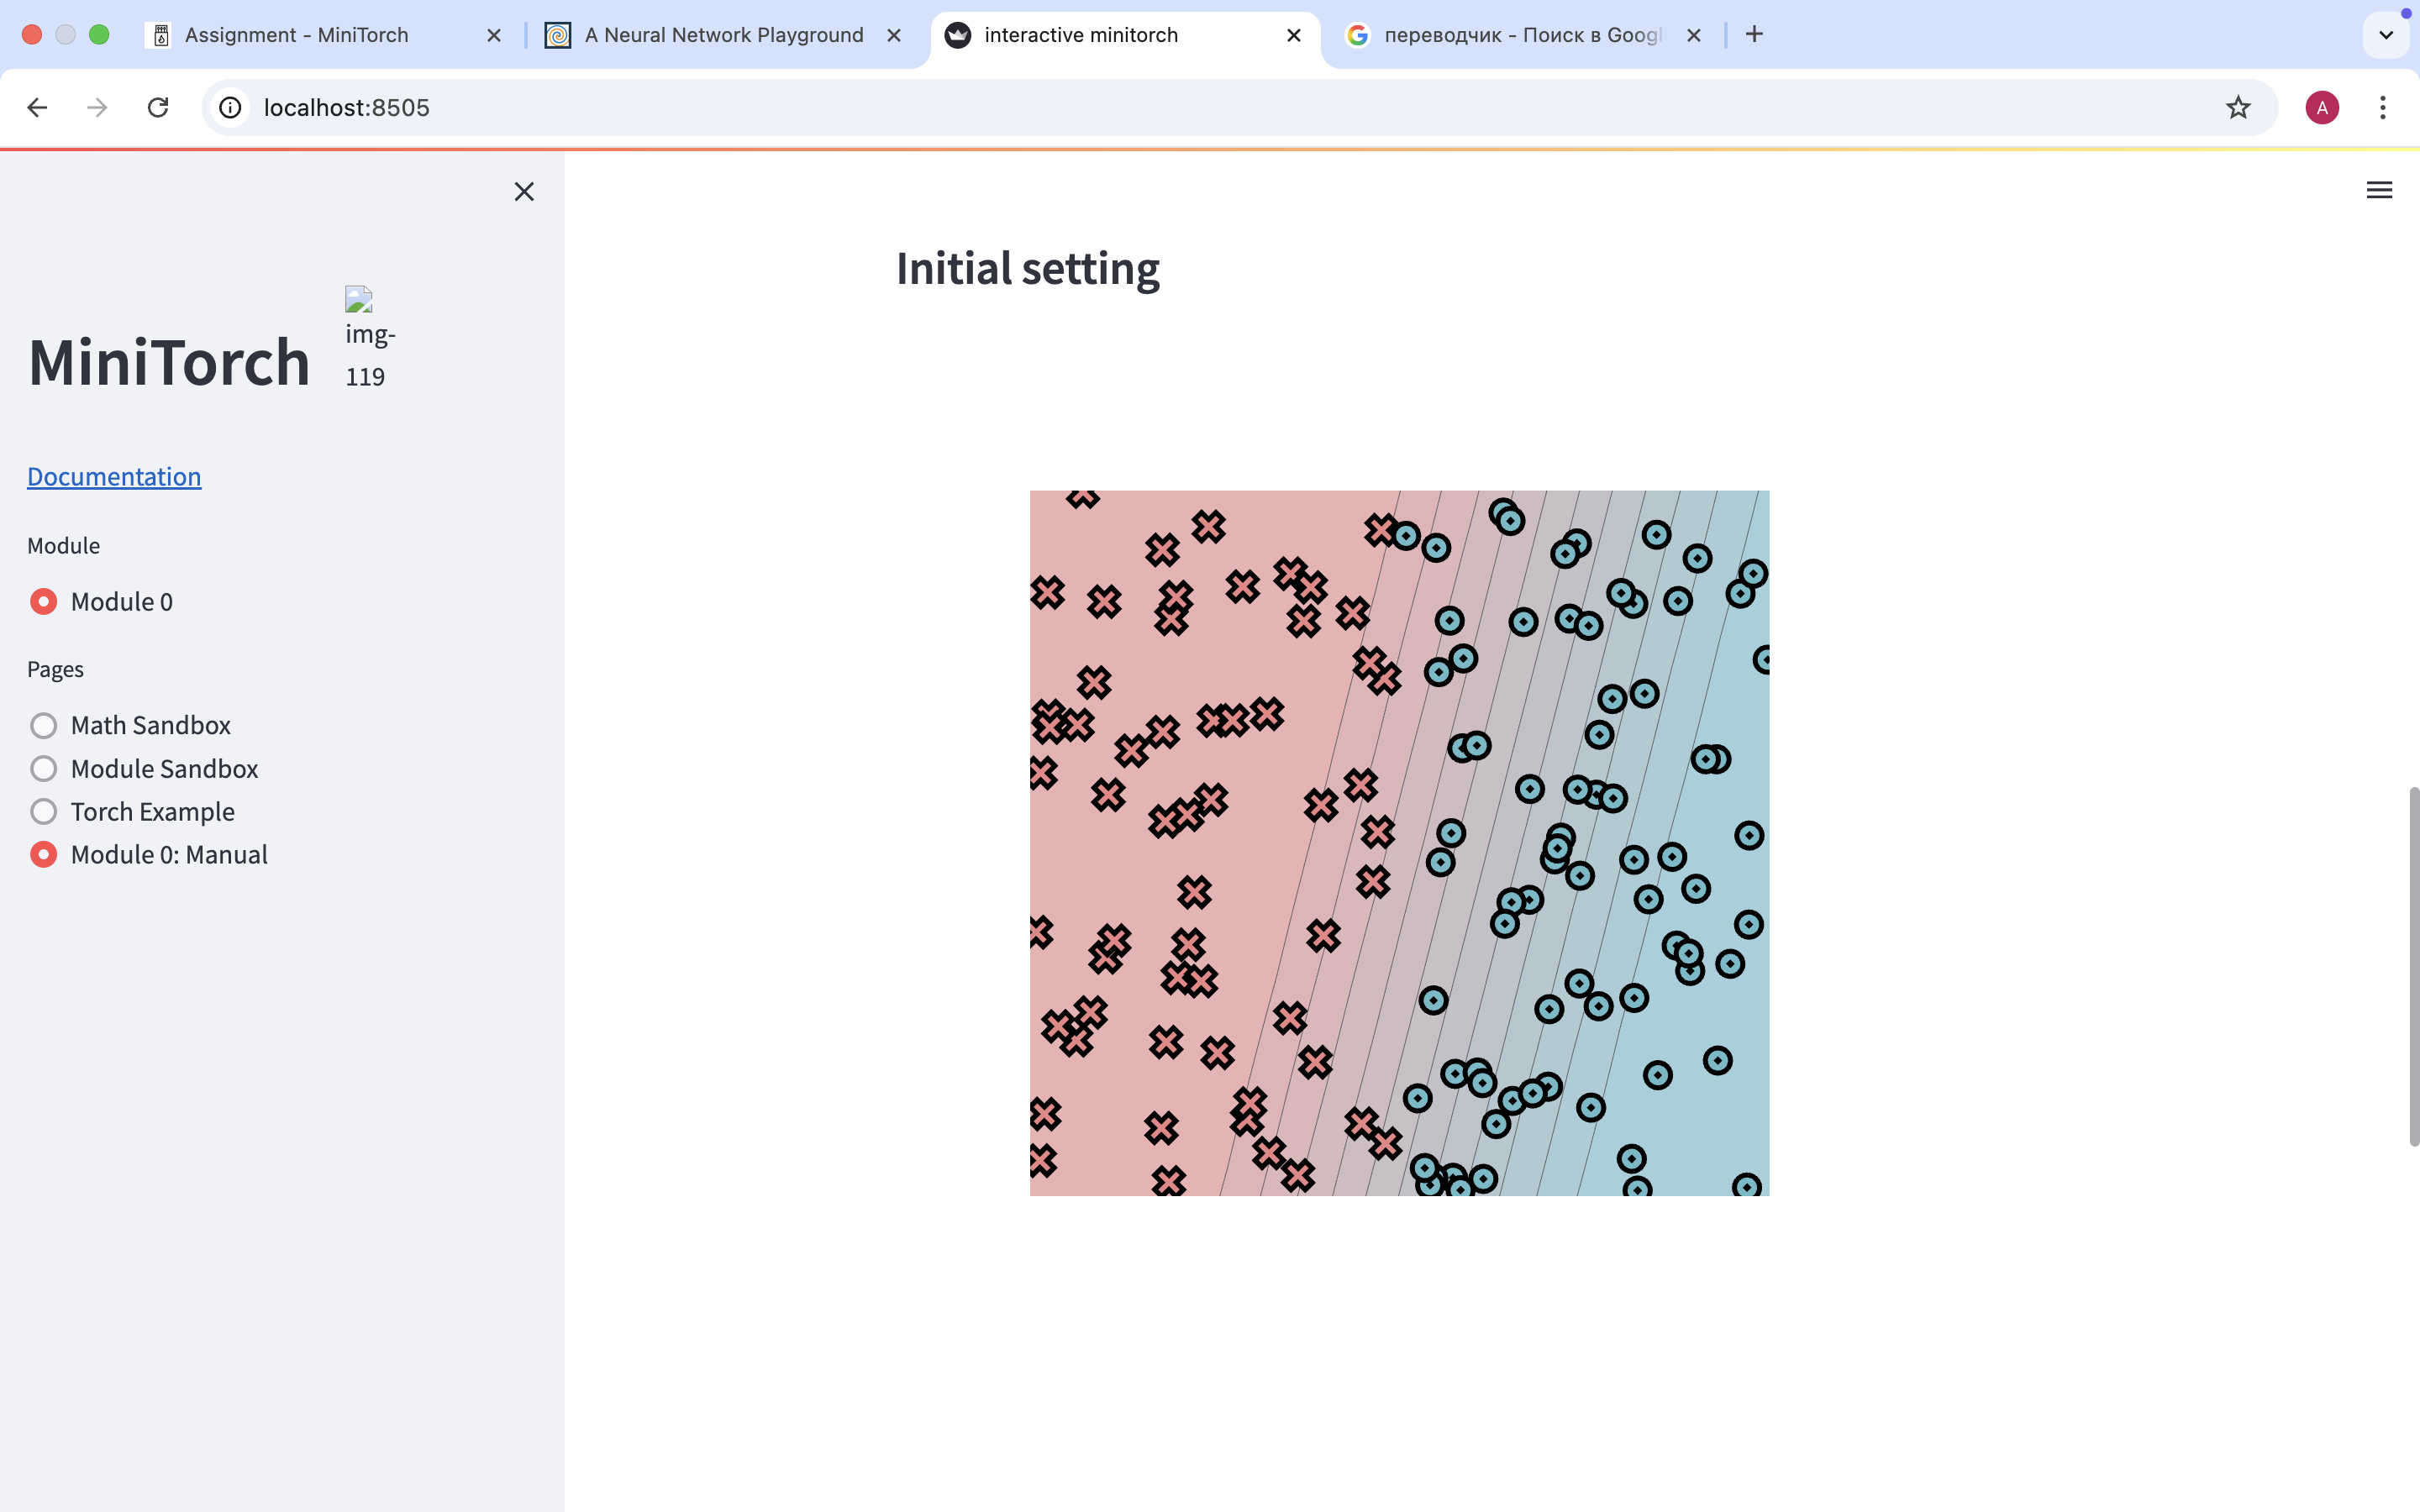 Assignment - MiniTorch
A Neural Network Playground
interactive minitorch
переводчик - Поиск в Googl
localhost:8505
A
MiniTorch
img-
119
Documentation
Module
Module 0
Pages
Math Sandbox
Module Sandbox
Torch Example
Module 0: Manual
Initial setting